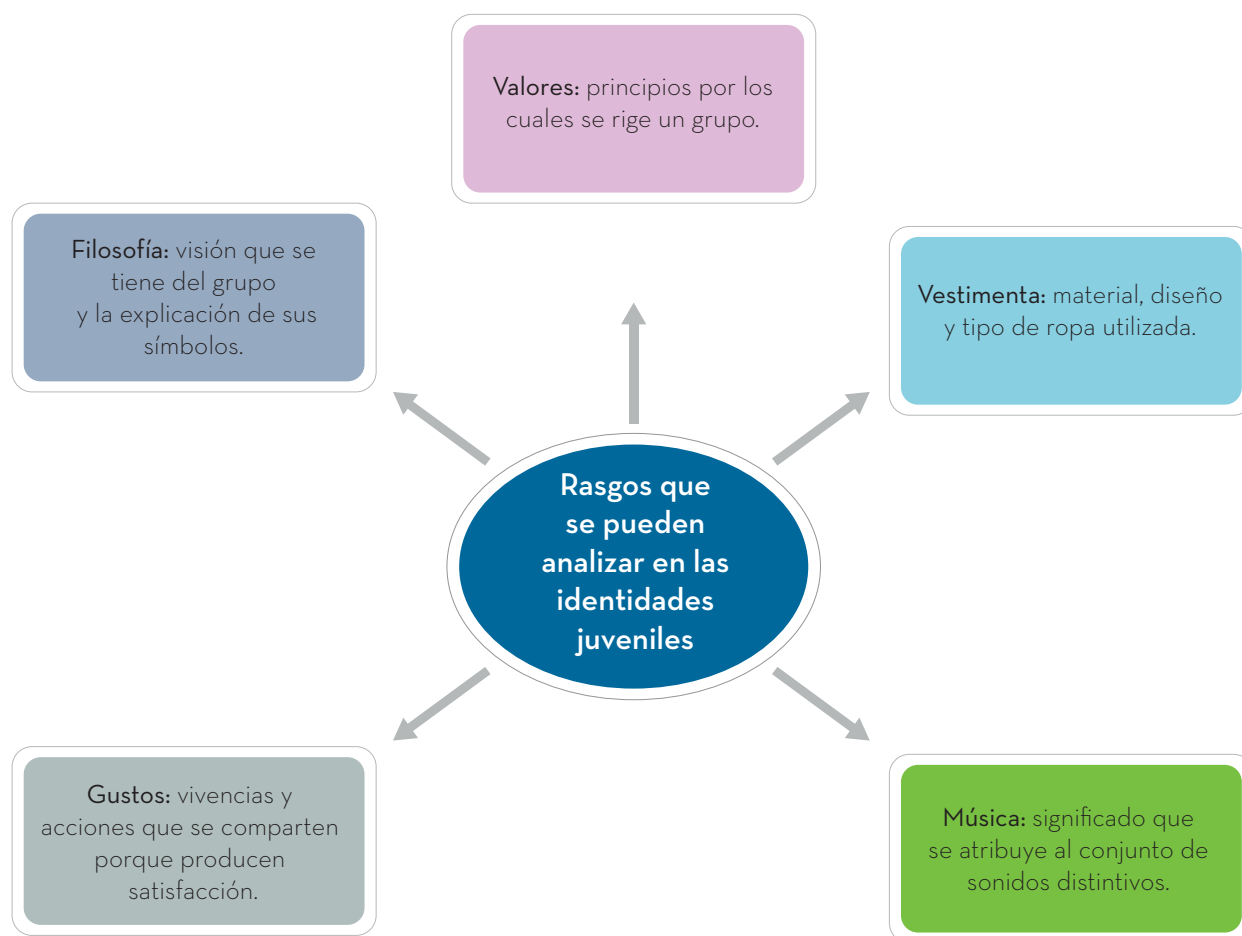 Valores: principios por los
cuales se rige un grupo.
Filosofía: visión que se
tiene del grupo
y la explicación de sus
símbolos.
Vestimenta: material, diseño
y tipo de ropa utilizada.
Rasgos que
se pueden
analizar en las
identidades
juveniles
Gustos: vivencias y
acciones que se comparten
porque producen
satisfacción.
Música: significado que
se atribuye al conjunto de
sonidos distintivos.